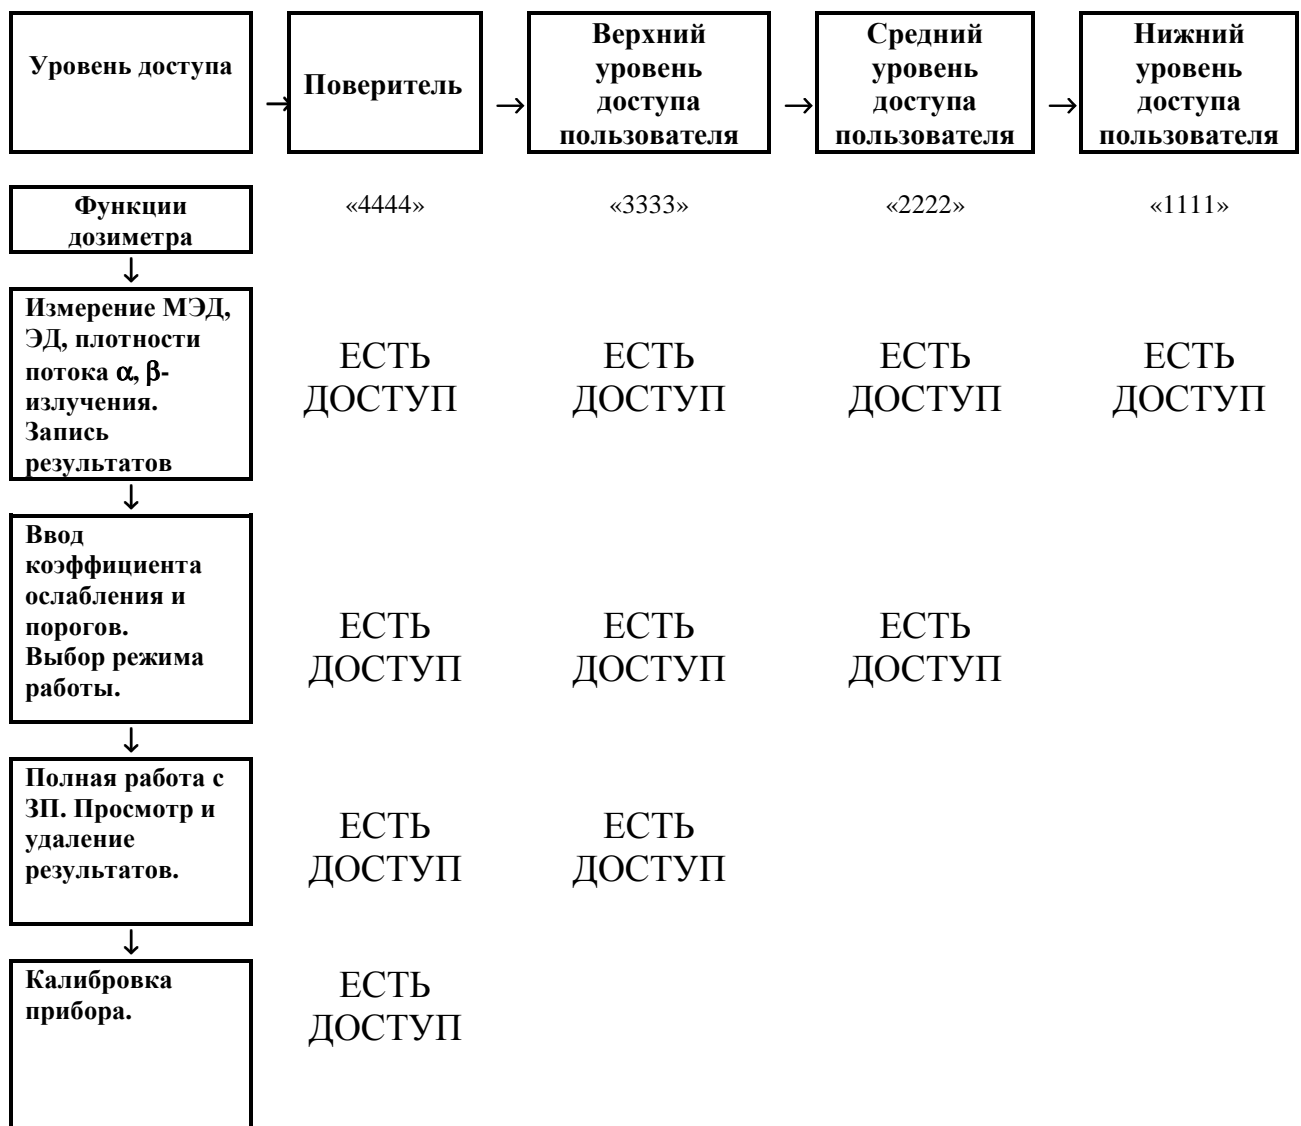 Уровень доступа
→
Поверитель
→
Верхний
уровень
доступа
пользователя
→
Средний
уровень
доступа
пользователя
→
Нижний
уровень
доступа
пользователя
Функции
дозиметра
«4444»
«3333»
«2222»
«1111»
↓
Измерение МЭД,
ЭД, плотности
потока α, β-
излучения.
Запись
результатов
ЕСТЬ
ДОСТУП
ЕСТЬ
ДОСТУП
ЕСТЬ
ДОСТУП
ЕСТЬ
ДОСТУП
↓
Ввод
коэффициента
ослабления и
порогов.
Выбор режима
работы.
ЕСТЬ
ДОСТУП
ЕСТЬ
ДОСТУП
ЕСТЬ
ДОСТУП
↓
Полная работа с
ЗП. Просмотр и
удаление
результатов.
ЕСТЬ
ДОСТУП
ЕСТЬ
ДОСТУП
↓
Калибровка
прибора.
ЕСТЬ
ДОСТУП